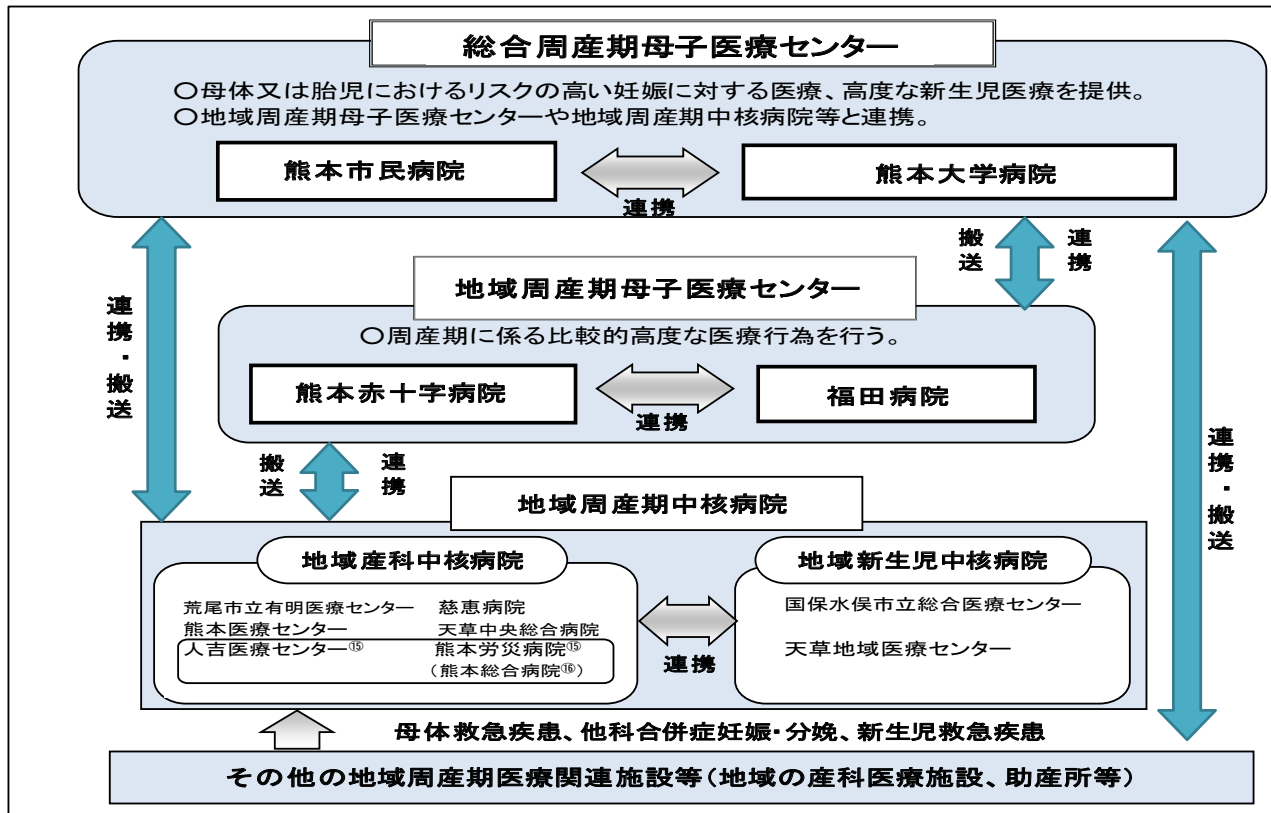 総合周産期母子医療センター
○母体又は胎児におけるリスクの高い妊娠に対する医療、高度な新生児医療を提供。
○地域周産期母子医療センターや地域周産期中核病院等と連携。
熊本市民病院
連携
熊本大学病院
連携・搬送
搬送
連携
地域周産期母子医療センター
○周産期に係る比較的高度な医療行為を行う。
熊本赤十字病院
連携
福田病院
搬送
連携
連携・搬送
地域周産期中核病院
地域産科中核病院
荒尾市立有明医療センター 慈恵病院
熊本医療センター 天草中央総合病院
人吉医療センター⑮ 熊本労災病院⑮
(熊本総合病院⑯)
連携
地域新生児中核病院
国保水俣市立総合医療センター
天草地域医療センター
母体救急疾患、他科合併症妊娠・分娩、新生児救急疾患
その他の地域周産期医療関連施設等(地域の産科医療施設、助産所等)